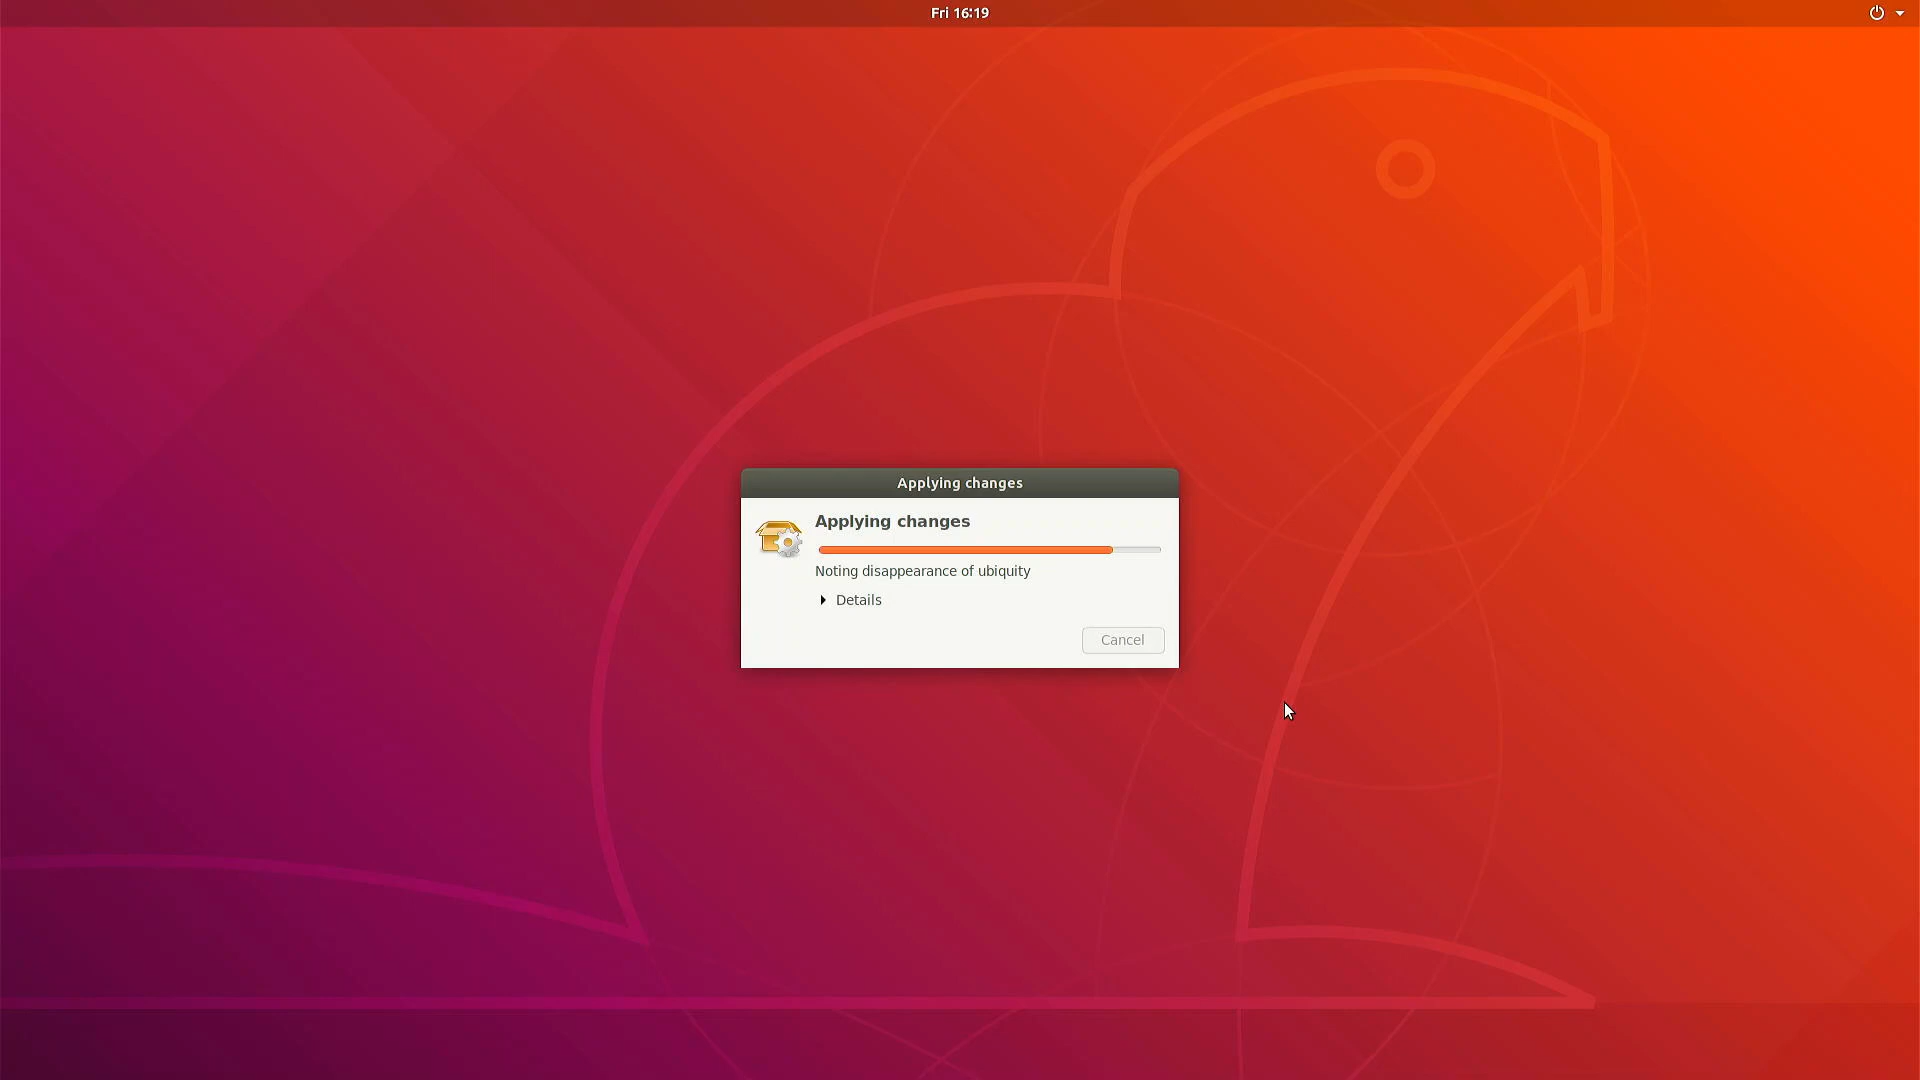 Fri 16:19
Applying changes
Applying changes
Noting disappearance of ubiquity
Details
Cancel